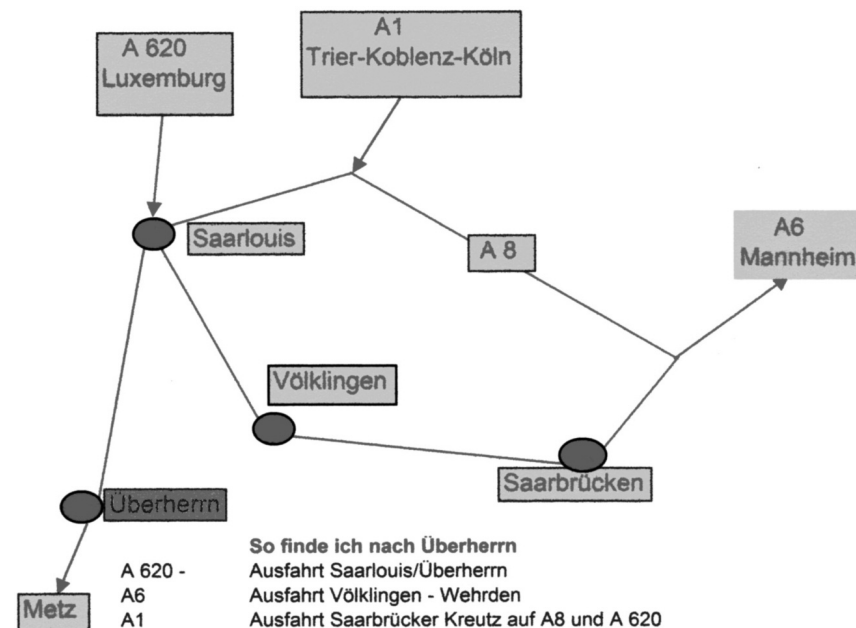 A 620
Luxemburg
A1
Trier-Koblenz-Köln
Saarlouis
A 8
A6
Mannheim
Völklingen
Saarbrücken
Überherrn
Metz
So finde ich nach Überherrn
A 620 - Ausfahrt Saarlouis/Überherrn
A6 Ausfahrt Völklingen - Wehrden
A1 Ausfahrt Saarbrücker Kreutz auf A8 und A 620